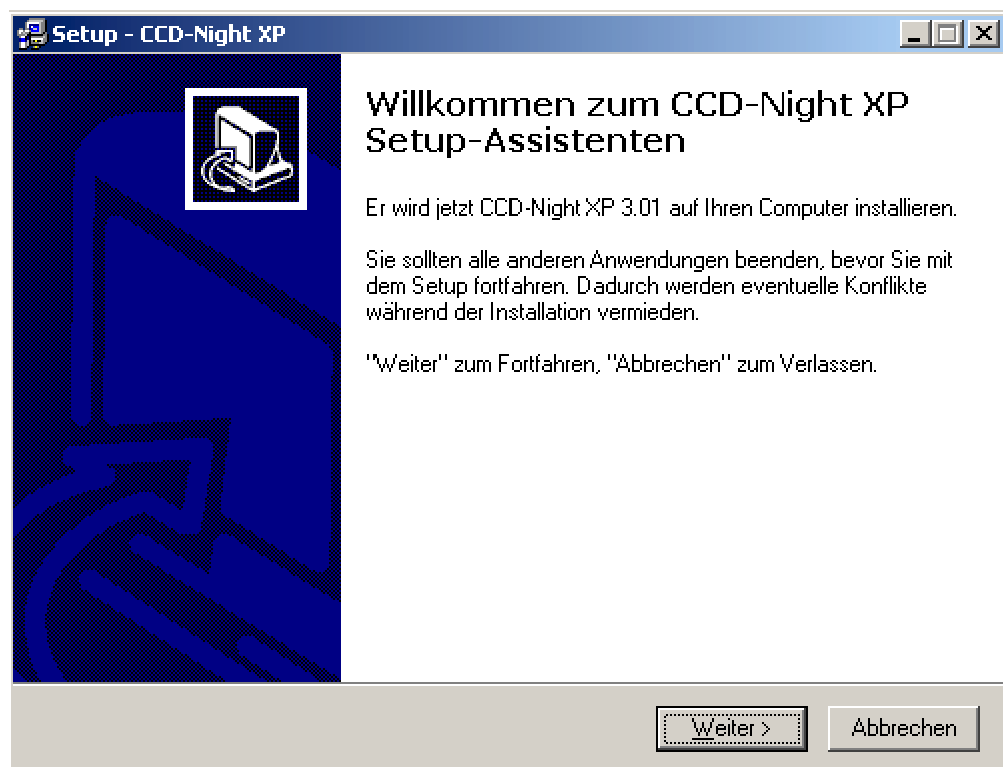 Setup - CCD-Night XP
Willkommen zum CCD-Night XP
Setup-Assistenten
Er wird jetzt CCD-Night XP 3.01 auf Ihren Computer installieren.
Sie sollten alle anderen Anwendungen beenden, bevor Sie mit
dem Setup fortfahren. Dadurch werden eventuelle Konflikte
während der Installation vermieden.
"Weiter" zum Fortfahren, "Abbrechen" zum Verlassen.
Weiter > Abbrechen